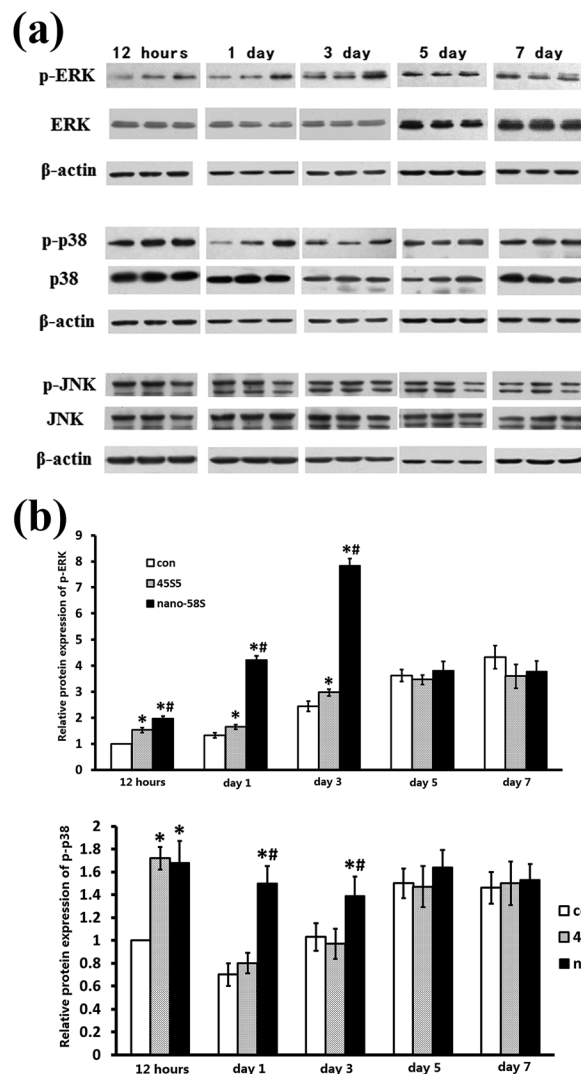 (a)
12 hours 1 day 3 day 5 day 7 day
p-ERK
ERK
β-actin
p-p38
p38
β-actin
p-JNK
JNK
β-actin
(b)
Relative protein expression of p-ERK
9
8
7
6
5
4
3
2
1
0
con
45S5
nano-58S
* *#
* *#
* *#
12 hours day 1 day 3 day 5 day 7
Relative protein expression of p-p38
2
1.8
1.6
1.4
1.2
1
0.8
0.6
0.4
0.2
0
* *
*#
*#
c
4
n
12 hours day 1 day 3 day 5 day 7